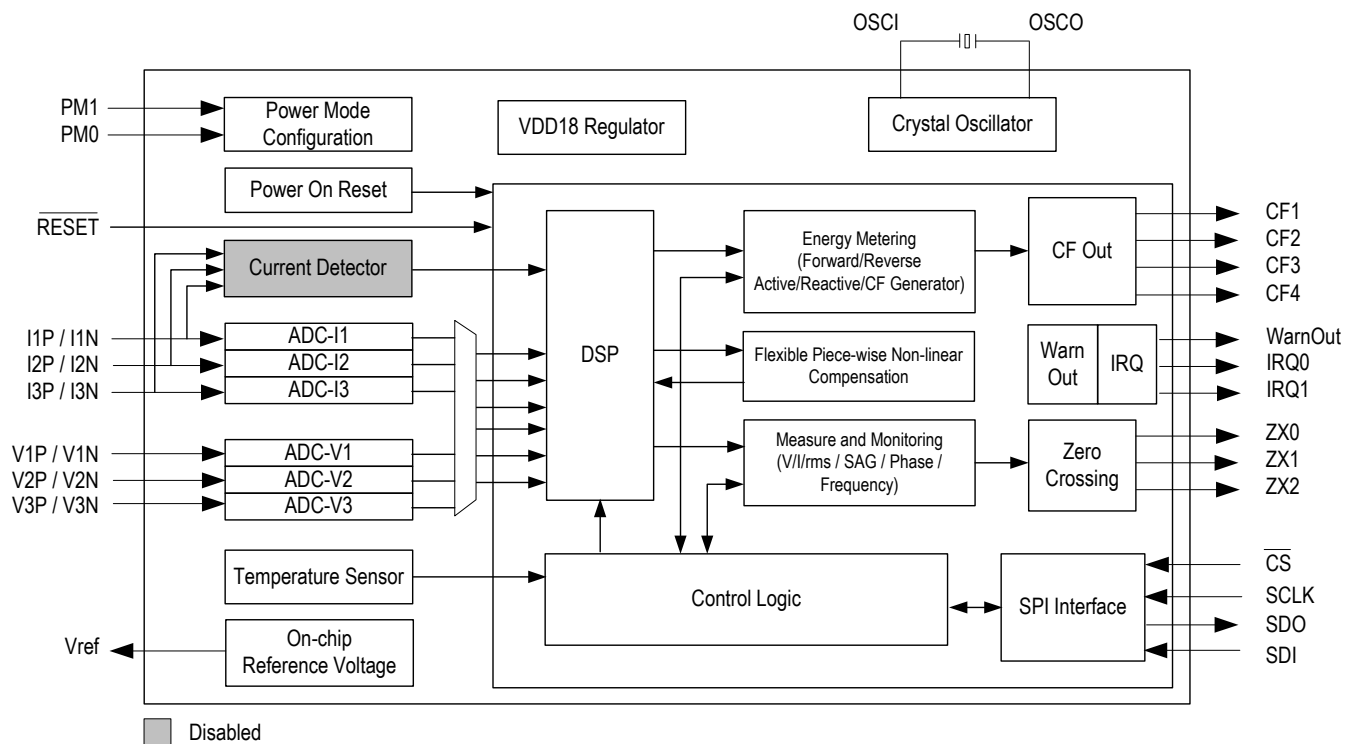 OSCI
OSCO
PM1
PM0
Power Mode
Configuration
VDD18 Regulator
Crystal Oscillator
Power On Reset
RESET
Current Detector
I1P / I1N
I2P / I2N
I3P / I3N
ADC-I1
ADC-I2
ADC-I3
V1P / V1N
V2P / V2N
V3P / V3N
ADC-V1
ADC-V2
ADC-V3
Temperature Sensor
Vref
On-chip
Reference Voltage
DSP
Energy Metering
(Forward/Reverse
Active/Reactive/CF Generator)
Flexible Piece-wise Non-linear
Compensation
Measure and Monitoring
(V/I/rms / SAG / Phase /
Frequency)
Control Logic
CF Out
CF1
CF2
CF3
CF4
Warn
Out
IRQ
WarnOut
IRQ0
IRQ1
Zero
Crossing
ZX0
ZX1
ZX2
SPI Interface
CS
SCLK
SDO
SDI
Disabled